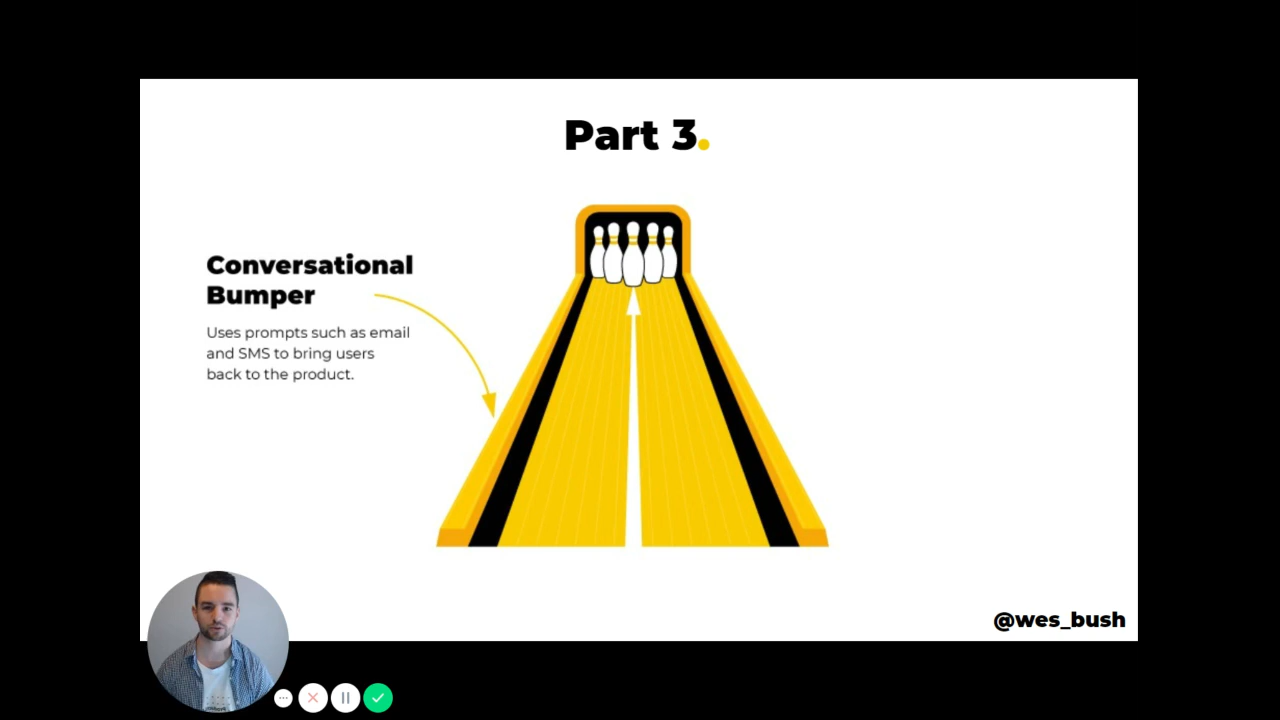 Part 3.
Conversational
Bumper
Uses prompts such as email
and SMS to bring users
back to the product.
@wes_bush